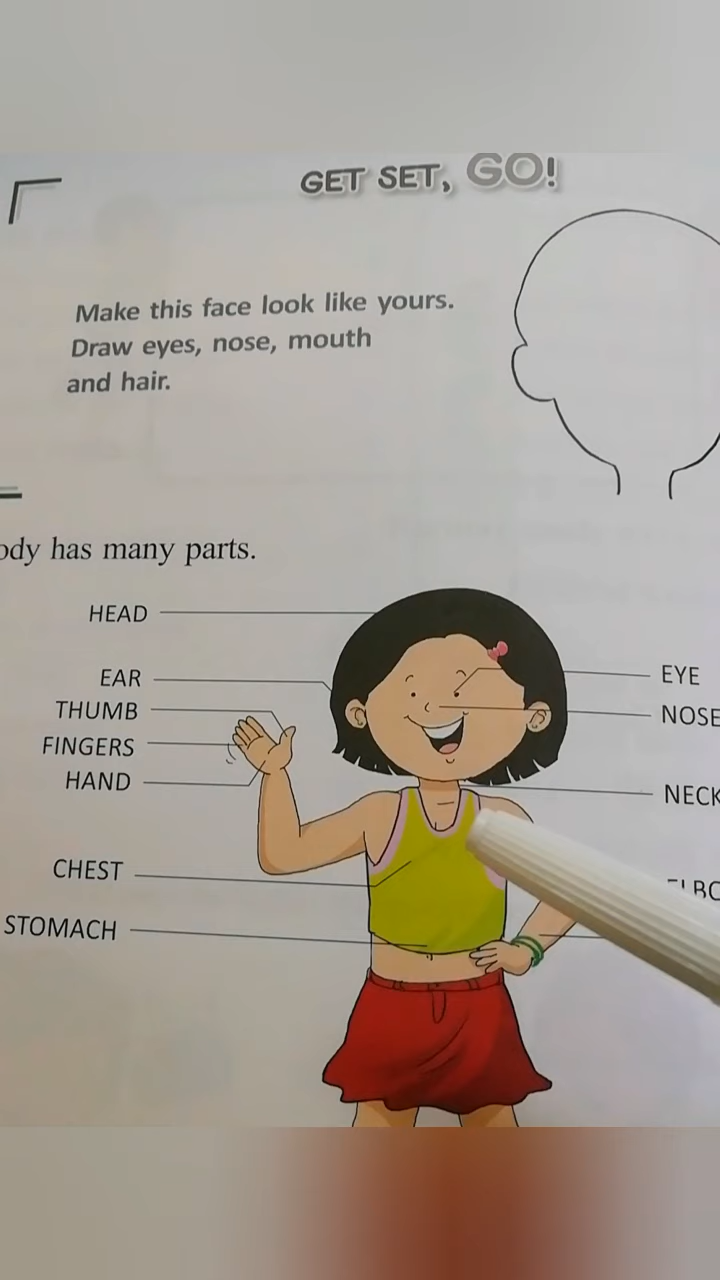 GET SET, GO!
Make this face look like yours.
Draw eyes, nose, mouth
and hair.
has many parts.
HEAD
EAR
EYE
THUMB
NOSE
FINGERS
HAND
NECK
CHEST
STOMACH